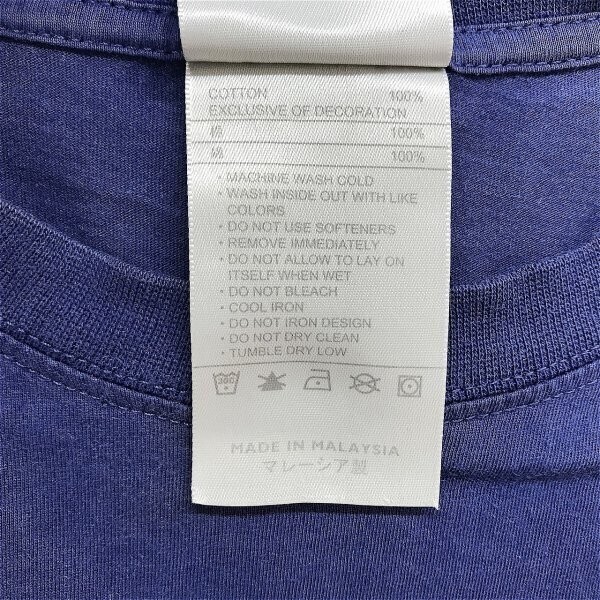 COTTON 100%
EXCLUSIVE OF DECORATION
棉 100%
綿 100%
• MACHINE WASH COLD
• WASH INSIDE OUT WITH LIKE
COLORS
• DO NOT USE SOFTENERS
• REMOVE IMMEDIATELY
• DO NOT ALLOW TO LAY ON
ITSELF WHEN WET
• DO NOT BLEACH
• COOL IRON
• DO NOT IRON DESIGN
• DO NOT DRY CLEAN
• TUMBLE DRY LOW
30C
MADE IN MALAYSIA
マレーシア製